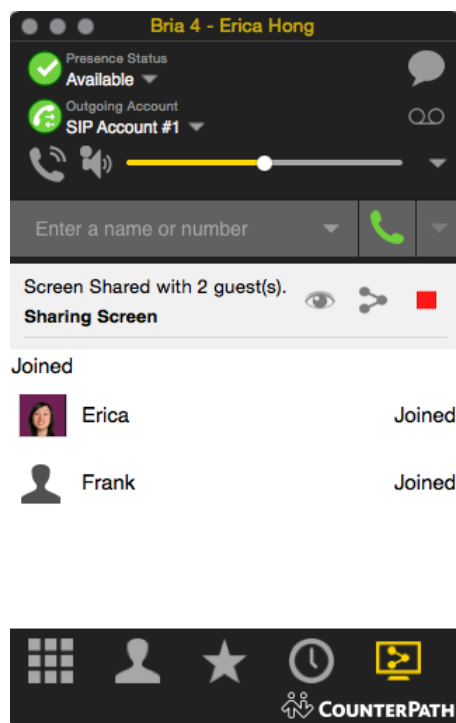 Bria 4 - Erica Hong
Presence Status
Available
Outgoing Account
SIP Account #1
Enter a name or number
Screen Shared with 2 guest(s).
Sharing Screen
Joined
Erica Joined
Frank Joined
COUNTERPATH